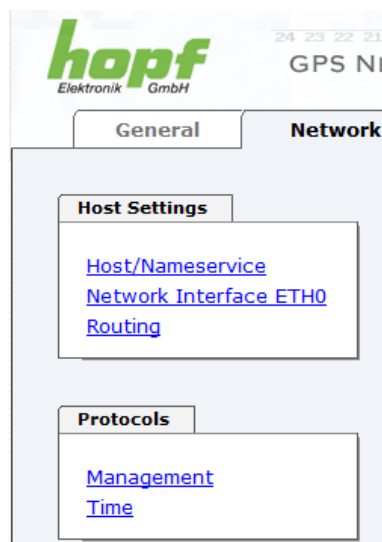 hopf
Elektronik GmbH
24 23 22 21
GPS
General
Network
Host Settings
Host/Nameservice
Network Interface ETH0
Routing
Protocols
Management
Time